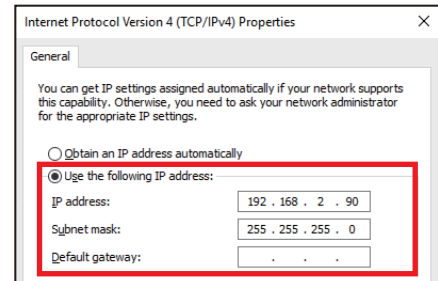 Internet Protocol Version 4 (TCP/IPv4) Properties
General
You can get IP settings assigned automatically if your network supports
this capability. Otherwise, you need to ask your network administrator
for the appropriate IP settings.
Obtain an IP address automatically
Use the following IP address:
IP address: 192 . 168 . 2 . 90
Subnet mask: 255 . 255 . 255 . 0
Default gateway: . . .